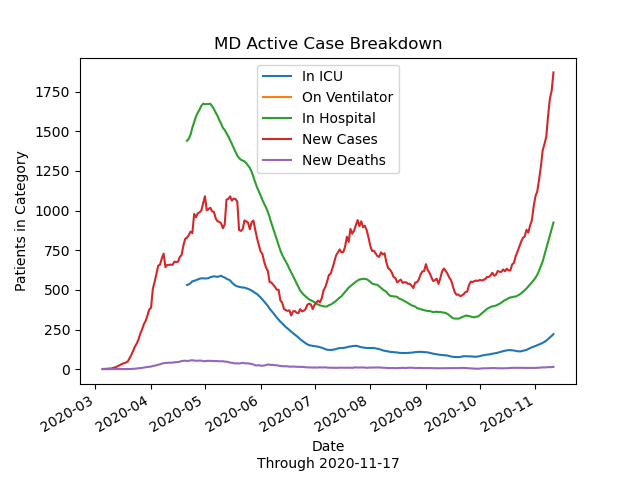 MD Active Case Breakdown
In ICU
On Ventilator
In Hospital
New Cases
New Deaths
Patients in Category
1750
1500
1250
1000
750
500
250
0
2020-03
2020-04
2020-05
2020-06
2020-07
2020-08
2020-09
2020-10
2020-11
Date
Through 2020-11-17